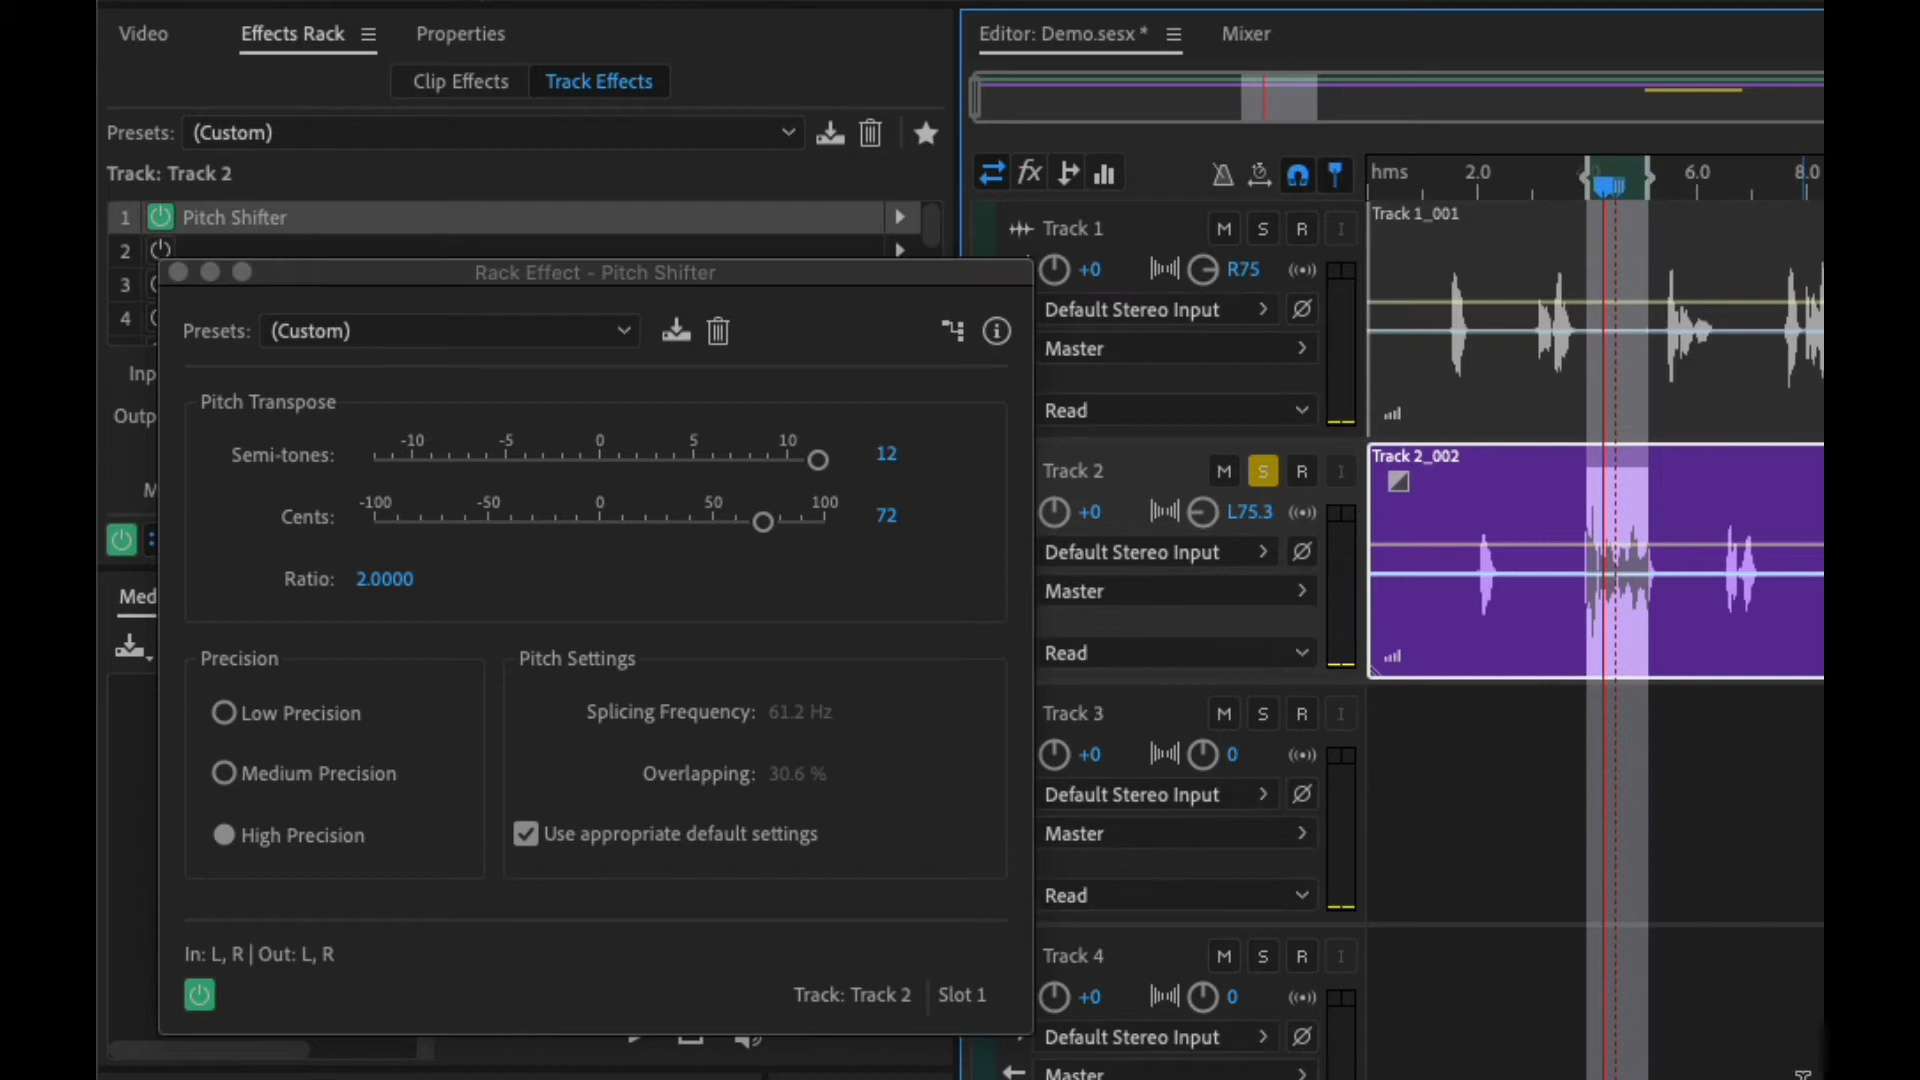 Video Effects Rack Properties
Clip Effects Track Effects
Presets: (Custom)
Track: Track 2
1 Pitch Shifter
2
3
4
Inp
Outp
M
Med
Rack Effect - Pitch Shifter
Presets: (Custom)
Pitch Transpose
-10 -5 0 5 10
Semi-tones: 12
-100 -50 0 50 100
Cents: 72
Ratio: 2.0000
Precision
Low Precision
Medium Precision
High Precision
Pitch Settings
Splicing Frequency: 61.2 Hz
Overlapping: 30.6 %
Use appropriate default settings
In: L, R | Out: L, R
Track: Track 2 Slot 1
Editor: Demo.sesx * Mixer
fx
hms 2.0 6.0 8.0
Track 1 M S R I
+0 R75
Default Stereo Input
Master
Read
Track 1_001
Track 2 M S R I
+0 L75.3
Default Stereo Input
Master
Read
Track 2_002
Track 3 M S R I
+0 0
Default Stereo Input
Master
Read
Track 4 M S R I
+0 0
Default Stereo Input
Master